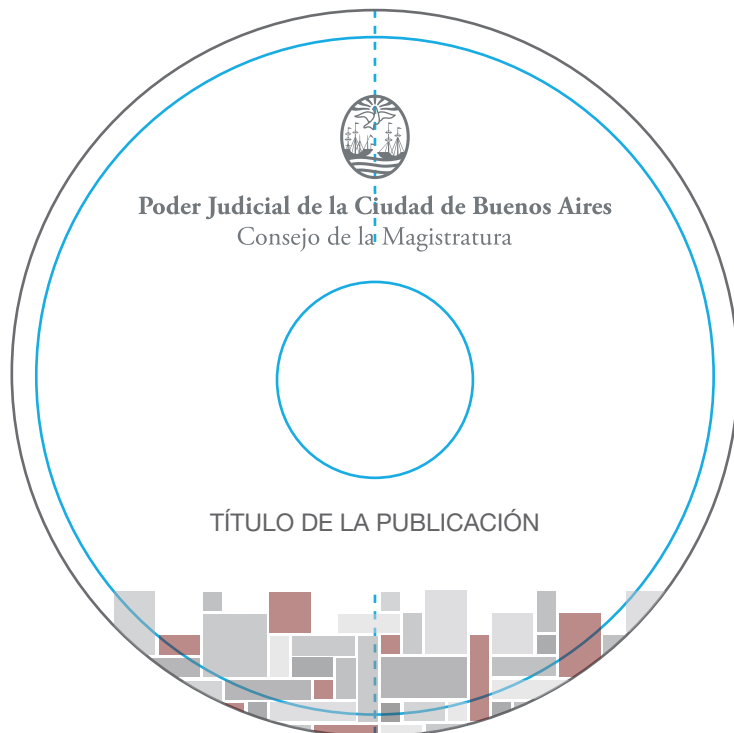 Poder Judicial de la Ciudad de Buenos Aires
Consejo de la Magistratura
TÍTULO DE LA PUBLICACIÓN